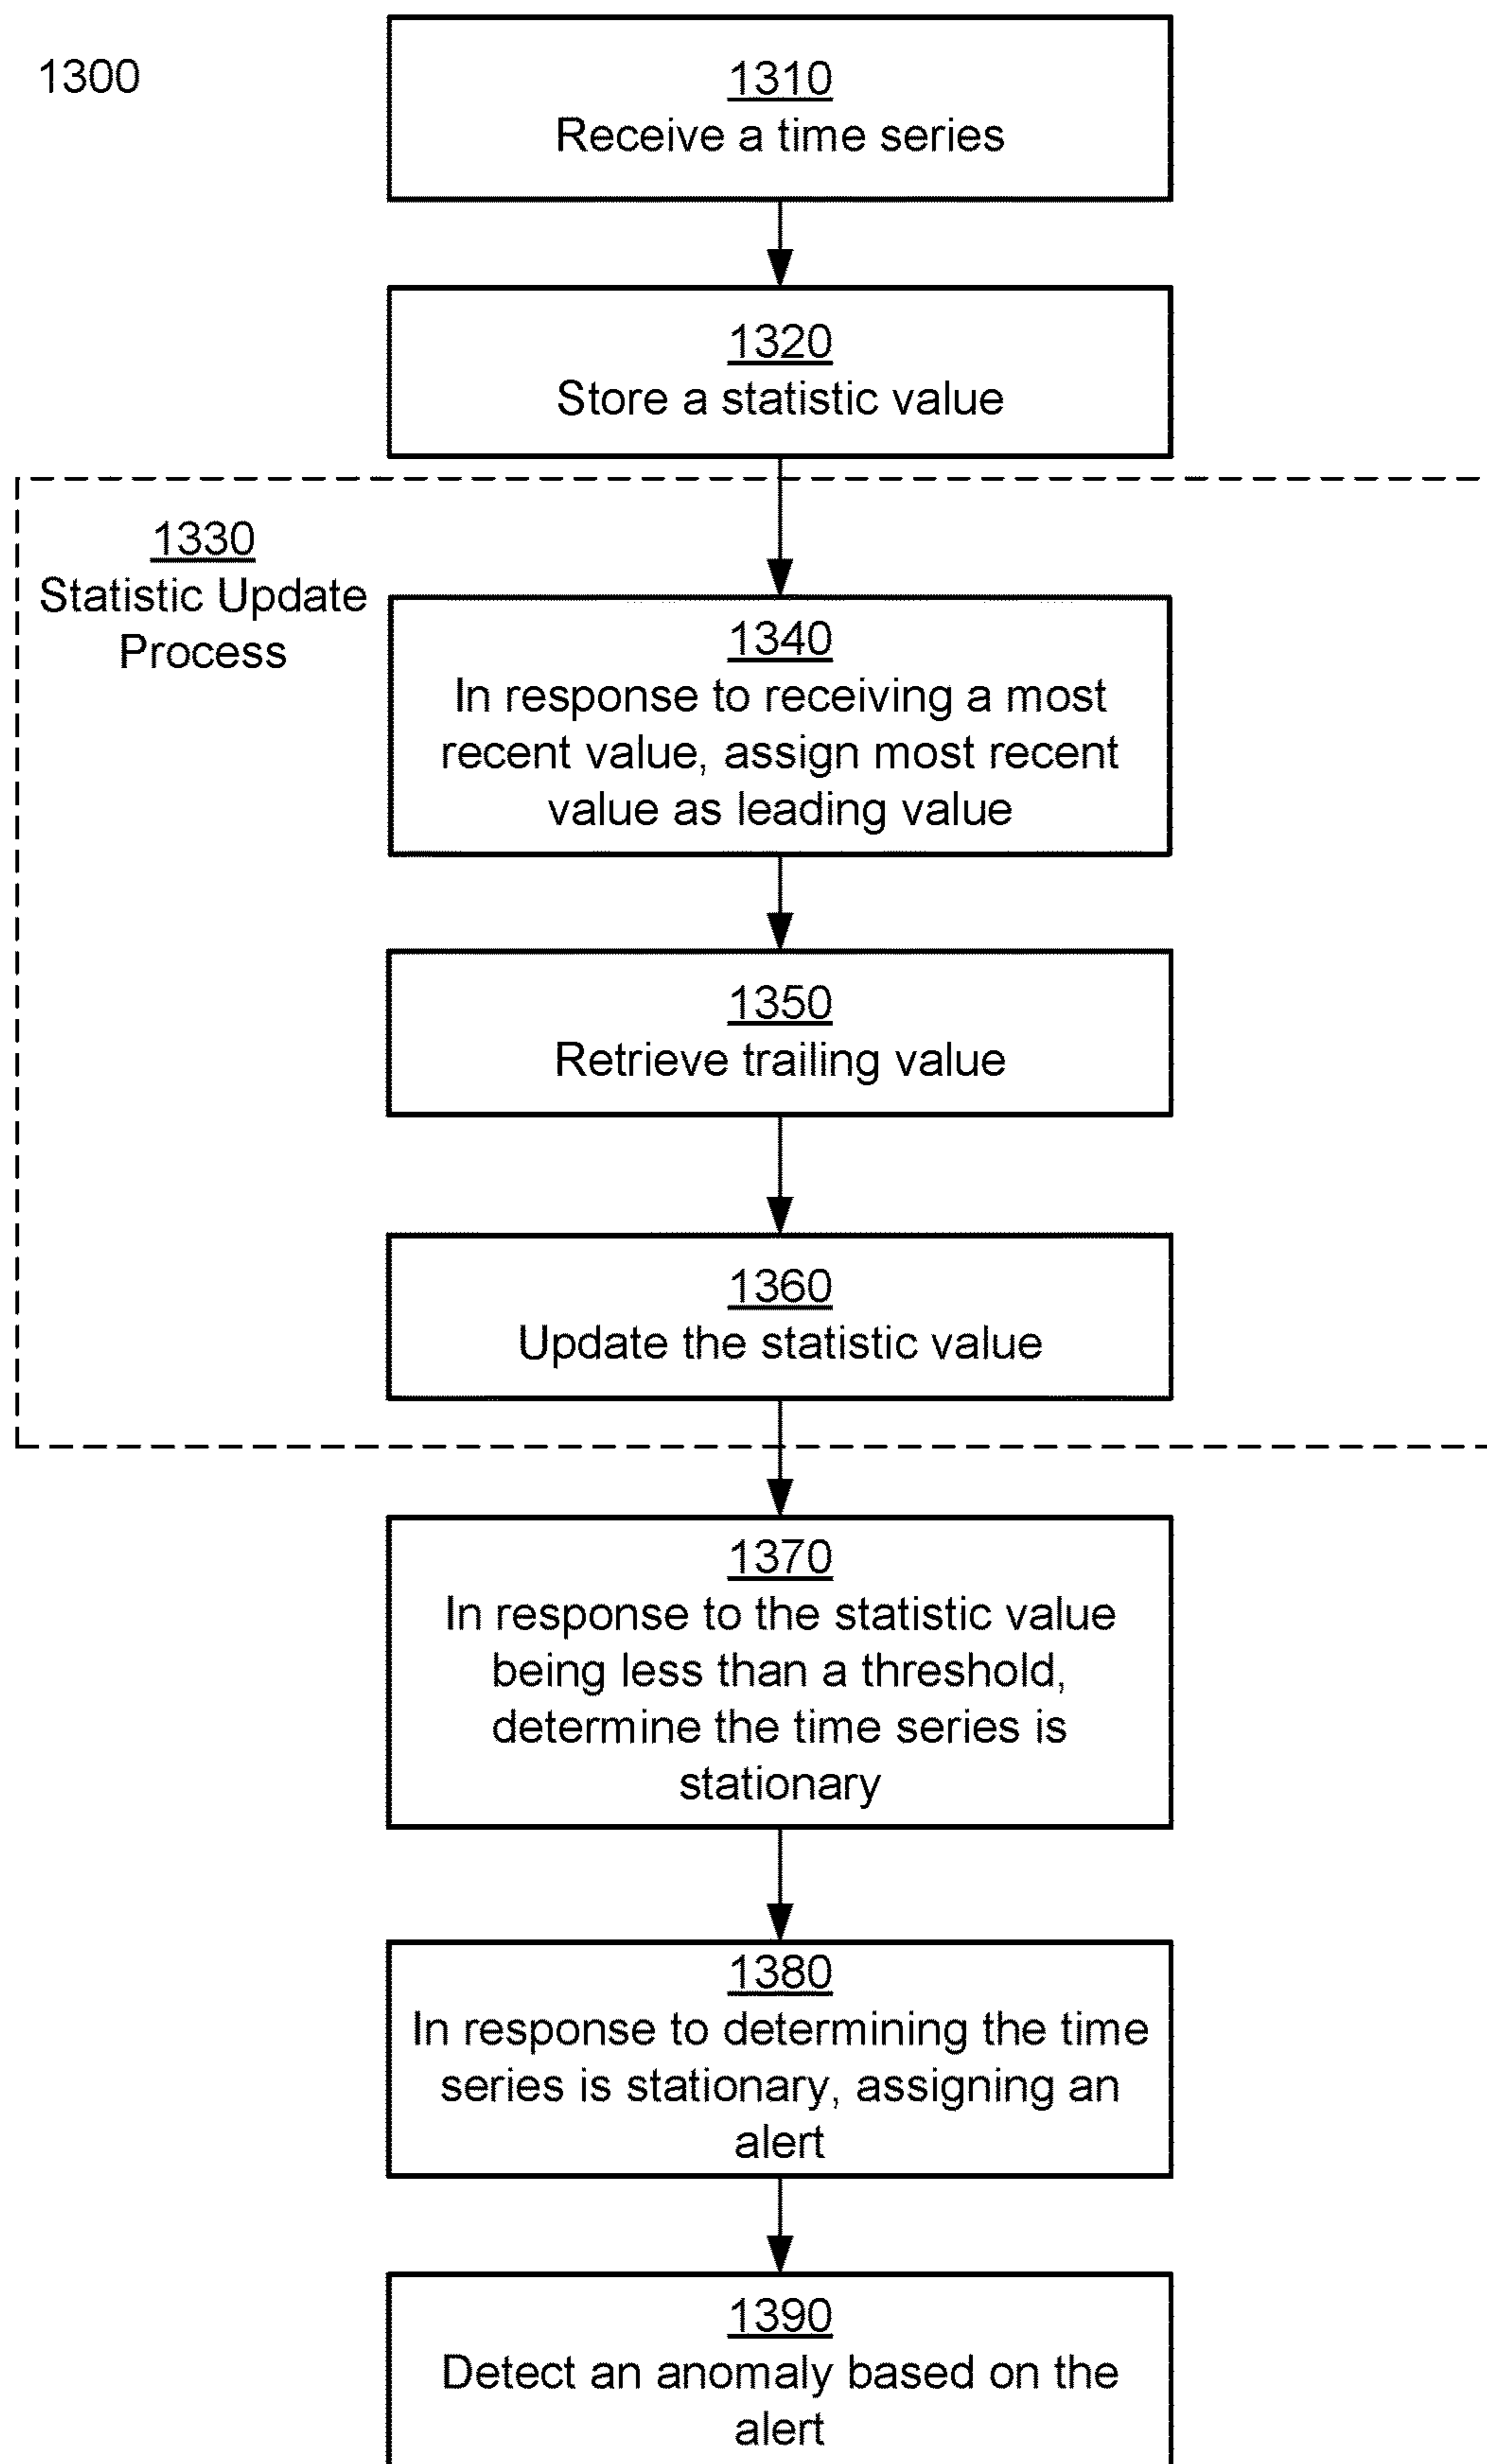 1300
1310
Receive a time series
1320
Store a statistic value
1330
Statistic Update
Process
1340
In response to receiving a most
recent value, assign most recent
value as leading value
1350
Retrieve trailing value
1360
Update the statistic value
1370
In response to the statistic value
being less than a threshold,
determine the time series is
stationary
1380
In response to determining the time
series is stationary, assigning an
alert
1390
Detect an anomaly based on the
alert